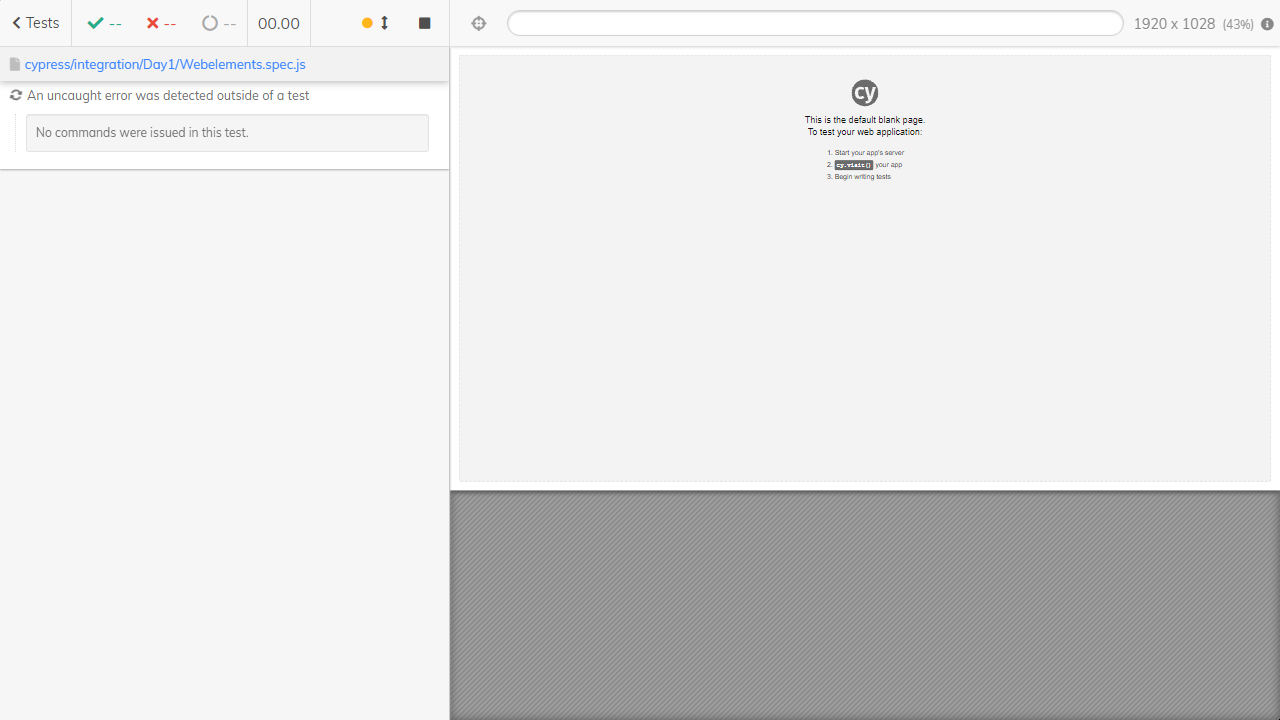 Tests
--
--
--
00.00
1920 x 1028 (43%)
cypress/integration/Day1/Webelements.spec.js
An uncaught error was detected outside of a test
No commands were issued in this test.
cy
This is the default blank page.
To test your web application:
1. Start your app's server
2. cy.visit() your app
3. Begin writing tests